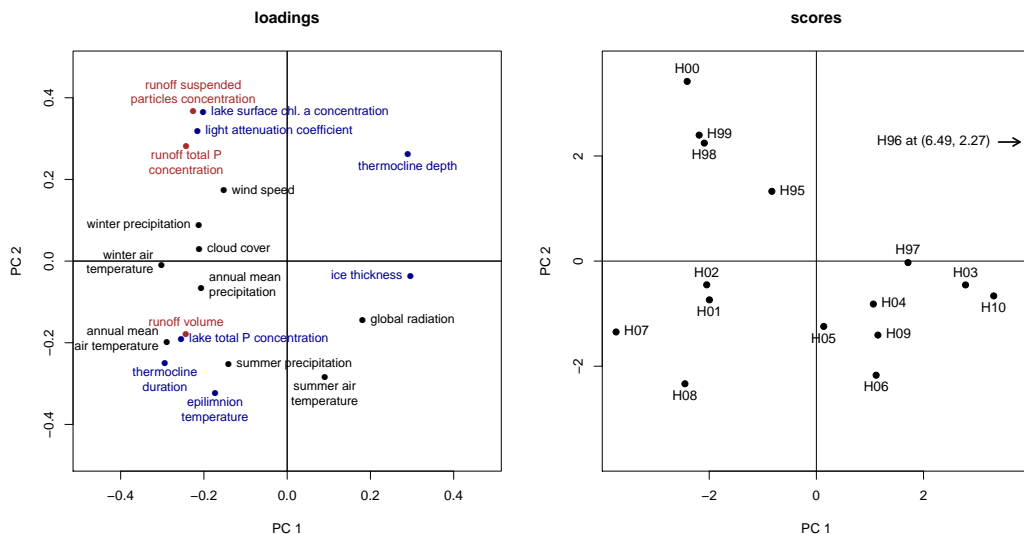 loadings
runoff suspended
particles concentration
lake surface chl. a concentration
light attenuation coefficient
runoff total P
concentration
thermocline depth
wind speed
winter precipitation
cloud cover
winter air
temperature
annual mean
precipitation
ice thickness
global radiation
runoff volume
annual mean
air temperature
lake total P concentration
summer precipitation
thermocline
duration
summer air
temperature
epilimnion
temperature
0.4
0.2
0.0
−0.2
−0.4
PC 2
−0.4
−0.2
0.0
0.2
0.4
PC 1
scores
H00
H99
H98
H96 at (6.49, 2.27)
H95
H97
H02
H01
H03
H10
H04
H07
H05
H09
H08
H06
2
0
−2
PC 2
−2
0
2
PC 1